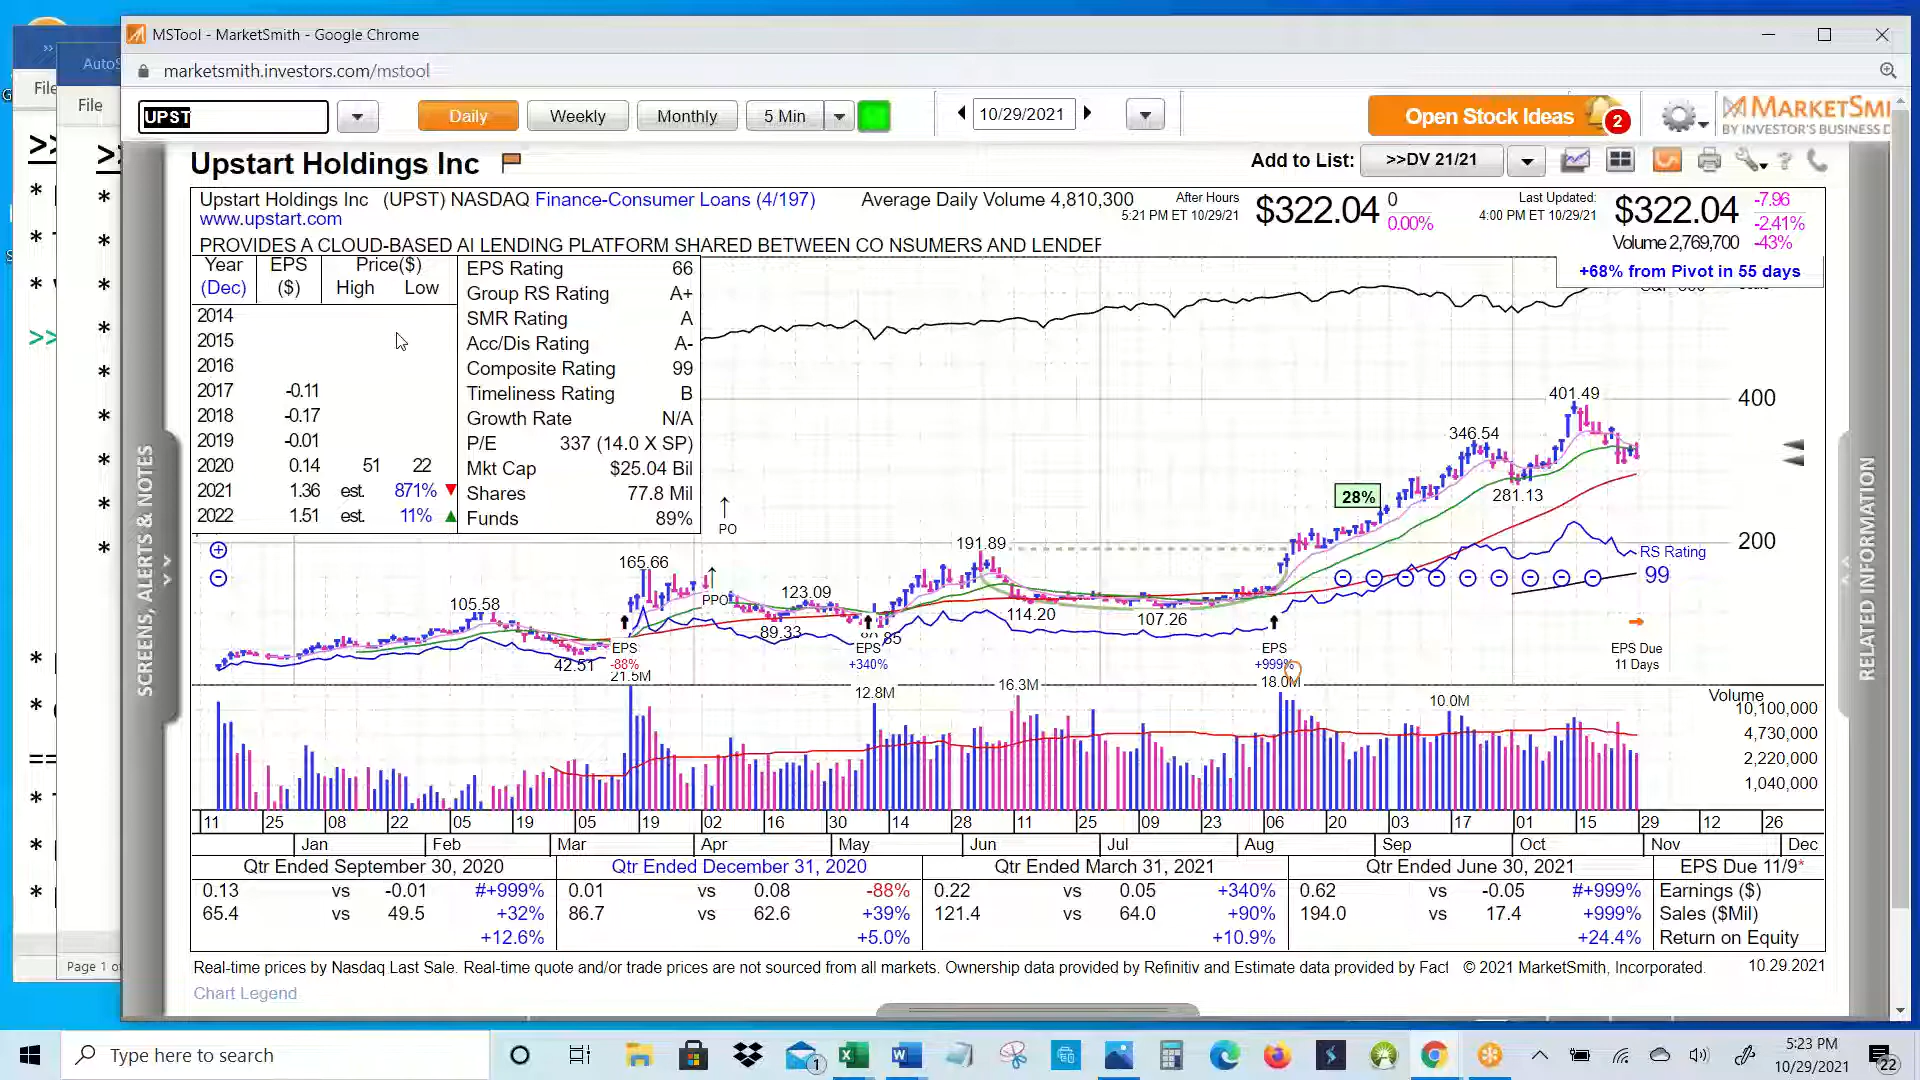 MSTool - MarketSmith - Google Chrome
marketsmith.investors.com/mstool
AutoS
File
File
UPST
Daily
Weekly
Monthly
5 Min
10/29/2021
Open Stock Ideas
2
MARKETSMI
BY INVESTOR'S BUSINESS D
Upstart Holdings Inc
Add to List:
>>DV 21/21
Upstart Holdings Inc (UPST) NASDAQ Finance-Consumer Loans (4/197) Average Daily Volume 4,810,300
www.upstart.com
PROVIDES A CLOUD-BASED AI LENDING PLATFORM SHARED BETWEEN CO NSUMERS AND LENDER
After Hours
5:21 PM ET 10/29/21
$322.04
0
0.00%
Last Updated:
4:00 PM ET 10/29/21
$322.04
-7.96
-2.41%
Volume 2,769,700 -43%
+68% from Pivot in 55 days
Year EPS Price($)
(Dec) ($) High Low
2014
2015
2016
2017 -0.11
2018 -0.17
2019 -0.01
2020 0.14 51 22
2021 1.36 est. 871%
2022 1.51 est. 11%
EPS Rating 66
Group RS Rating A+
SMR Rating A
Acc/Dis Rating A-
Composite Rating 99
Timeliness Rating B
Growth Rate N/A
P/E 337 (14.0 X SP)
Mkt Cap $25.04 Bil
Shares 77.8 Mil
Funds 89%
PO
PPO
401.49
400
346.54
28%
281.13
191.89
200
165.66
RS Rating
99
123.09
105.58
114.20
107.26
89.33
42.51
EPS
-88%
21.5M
EPS
+340%
12.8M
16.3M
EPS
+999%
18.0M
10.0M
EPS Due
11 Days
Volume
10,100,000
4,730,000
2,220,000
1,040,000
11 25 08 22 05 19 05 19 02 16 30 14 28 11 25 09 23 06 20 03 17 01 15 29 12 26
Jan Feb Mar Apr May Jun Jul Aug Sep Oct Nov Dec
Qtr Ended September 30, 2020 Qtr Ended December 31, 2020 Qtr Ended March 31, 2021 Qtr Ended June 30, 2021 EPS Due 11/9*
0.13 vs -0.01 #+999% 0.01 vs 0.08 -88% 0.22 vs 0.05 +340% 0.62 vs -0.05 #+999% Earnings ($)
65.4 vs 49.5 +32% 86.7 vs 62.6 +39% 121.4 vs 64.0 +90% 194.0 vs 17.4 +999% Sales ($Mil)
+12.6% +5.0% +10.9% +24.4% Return on Equity
Real-time prices by Nasdaq Last Sale. Real-time quote and/or trade prices are not sourced from all markets. Ownership data provided by Refinitiv and Estimate data provided by Fact © 2021 MarketSmith, Incorporated. 10.29.2021
Chart Legend
SCREENS, ALERTS & NOTES
RELATED INFORMATION
Page 1 o
Type here to search
1
5:23 PM
10/29/2021
22